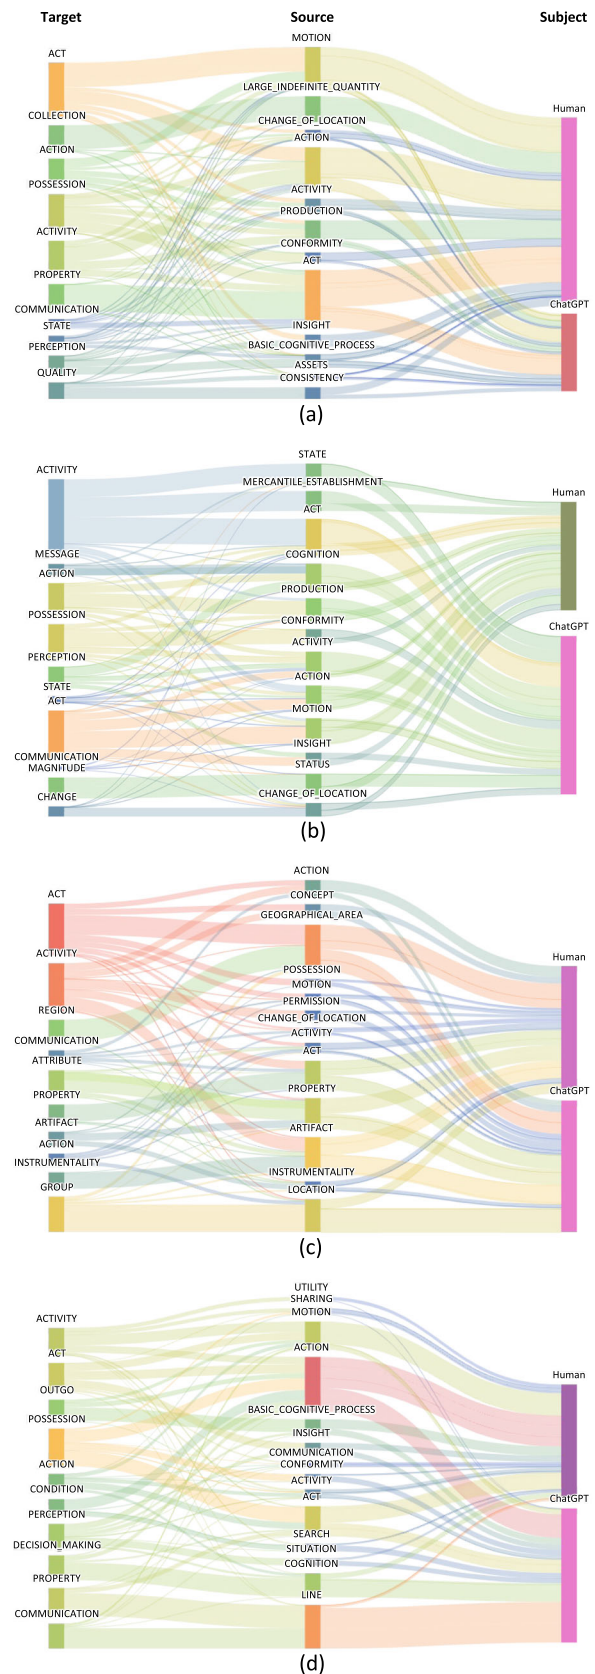 Target Source Subject
ACT
COLLECTION
ACTION
POSSESSION
ACTIVITY
PROPERTY
COMMUNICATION
STATE
PERCEPTION
QUALITY
MOTION
LARGE_INDEFINITE_QUANTITY
CHANGE_OF_LOCATION
ACTION
ACTIVITY
PRODUCTION
CONFORMITY
ACT
INSIGHT
BASIC_COGNITIVE_PROCESS
ASSETS
CONSISTENCY
Human
ChatGPT
(a)
ACTIVITY
MESSAGE
ACTION
POSSESSION
PERCEPTION
STATE
ACT
COMMUNICATION
MAGNITUDE
CHANGE
STATE
MERCANTILE_ESTABLISHMENT
ACT
COGNITION
PRODUCTION
CONFORMITY
ACTIVITY
ACTION
MOTION
INSIGHT
STATUS
CHANGE_OF_LOCATION
Human
ChatGPT
(b)
ACT
ACTIVITY
REGION
COMMUNICATION
ATTRIBUTE
PROPERTY
ARTIFACT
ACTION
INSTRUMENTALITY
GROUP
ACTION
CONCEPT
GEOGRAPHICAL_AREA
POSSESSION
MOTION
PERMISSION
CHANGE_OF_LOCATION
ACTIVITY
ACT
PROPERTY
ARTIFACT
INSTRUMENTALITY
LOCATION
Human
ChatGPT
(c)
ACTIVITY
ACT
OUTGO
POSSESSION
ACTION
CONDITION
PERCEPTION
DECISION_MAKING
PROPERTY
COMMUNICATION
UTILITY
SHARING
MOTION
ACTION
BASIC_COGNITIVE_PROCESS
INSIGHT
COMMUNICATION
CONFORMITY
ACTIVITY
ACT
SEARCH
SITUATION
COGNITION
LINE
Human
ChatGPT
(d)